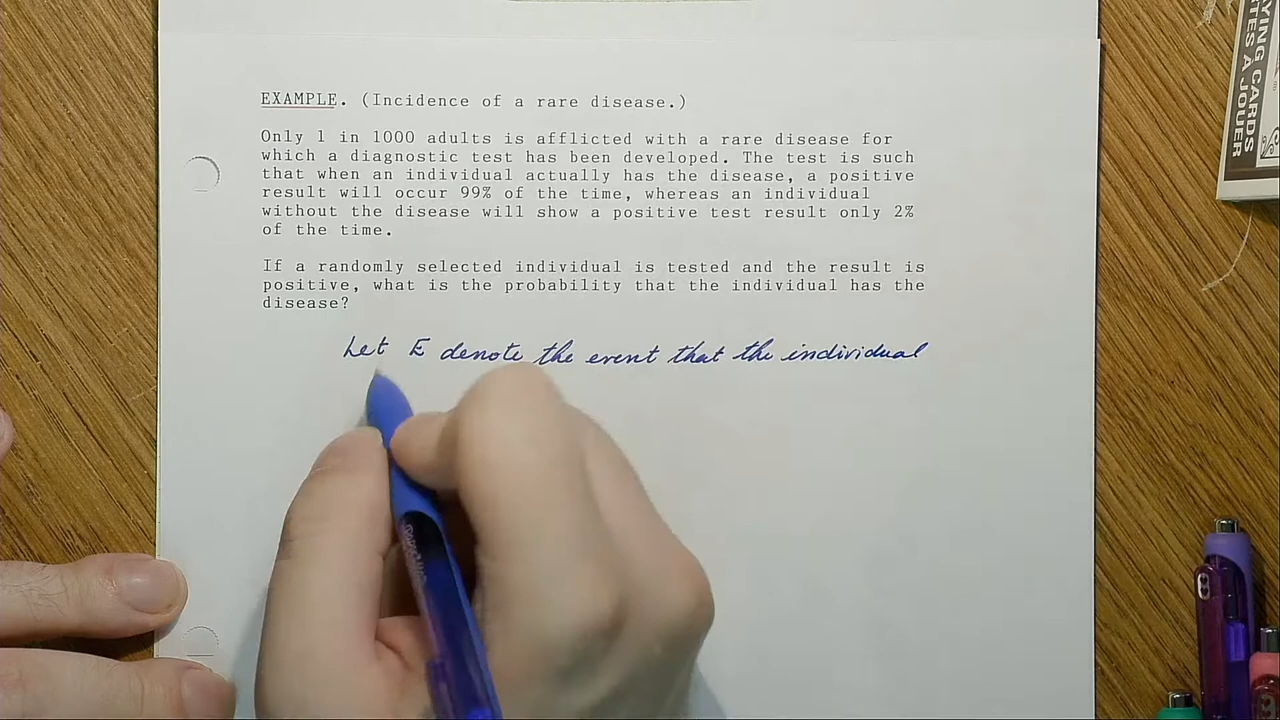 EXAMPLE. (Incidence of a rare disease.)
Only 1 in 1000 adults is afflicted with a rare disease for
which a diagnostic test has been developed. The test is such
that when an individual actually has the disease, a positive
result will occur 99% of the time, whereas an individual
without the disease will show a positive test result only 2%
of the time.
If a randomly selected individual is tested and the result is
positive, what is the probability that the individual has the
disease?
Let E denote the event that the individual
YING CARDS
TES A JOUER